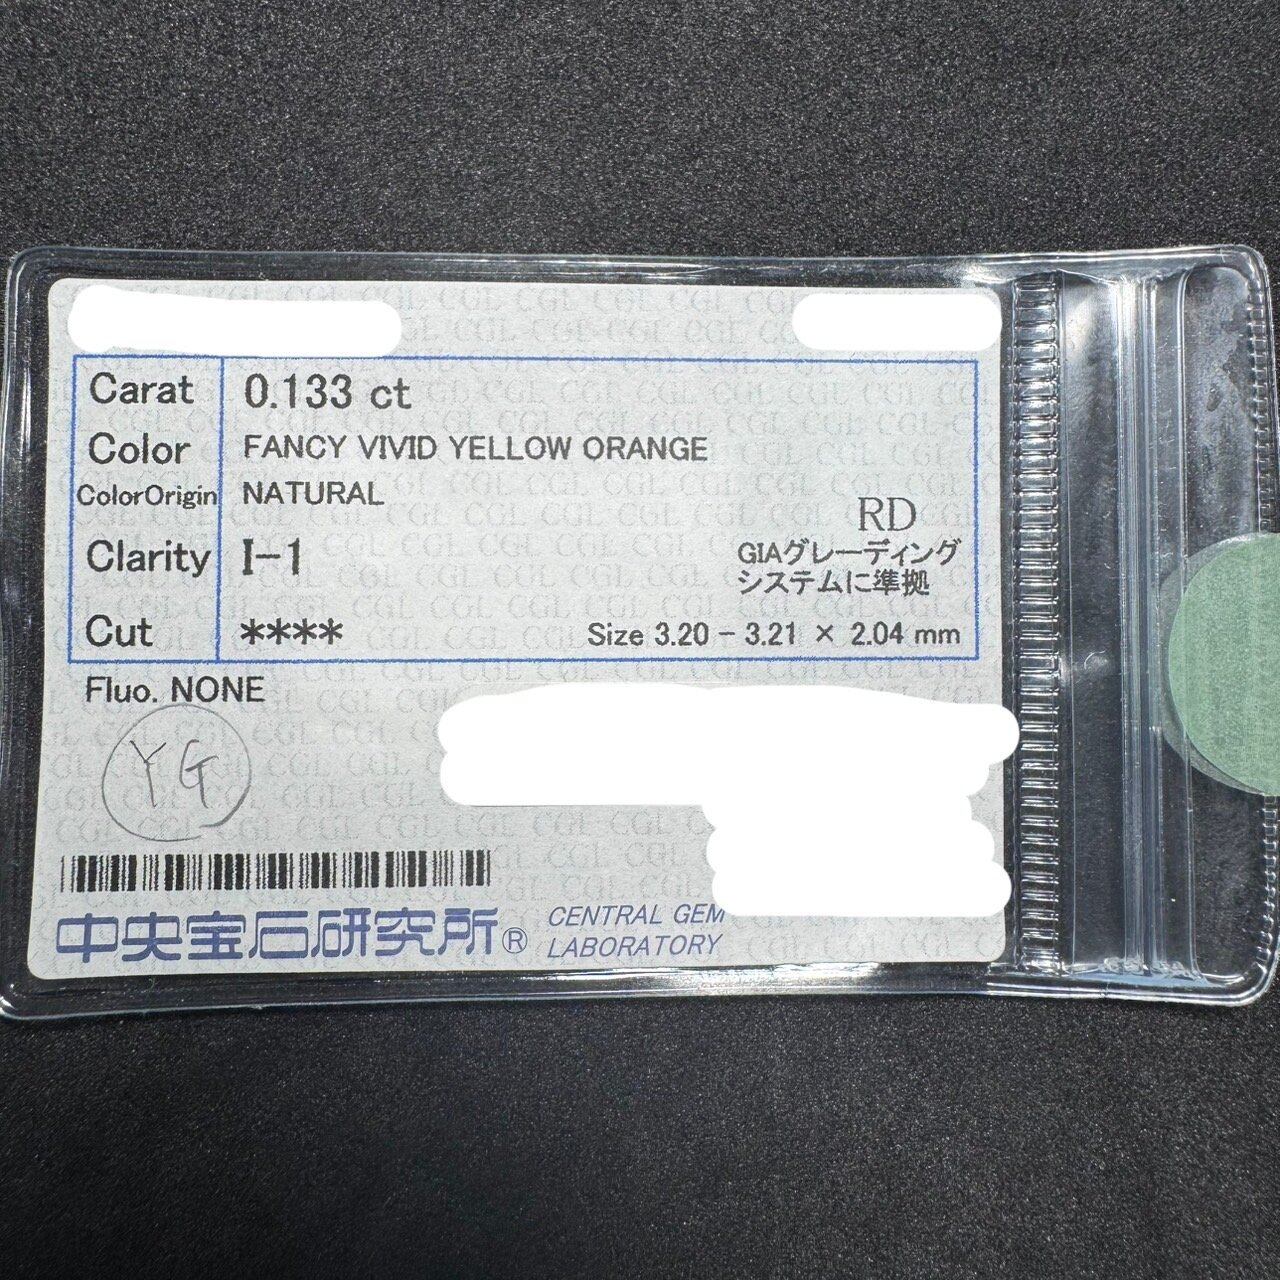 Carat 0.133 ct
Color FANCY VIVID YELLOW ORANGE
ColorOrigin NATURAL
RD
Clarity I-1
GIAグレーディング
システムに準拠
Cut ****
Size 3.20 - 3.21 × 2.04 mm
Fluo. NONE
YG
中央宝石研究所® CENTRAL GEM
LABORATORY